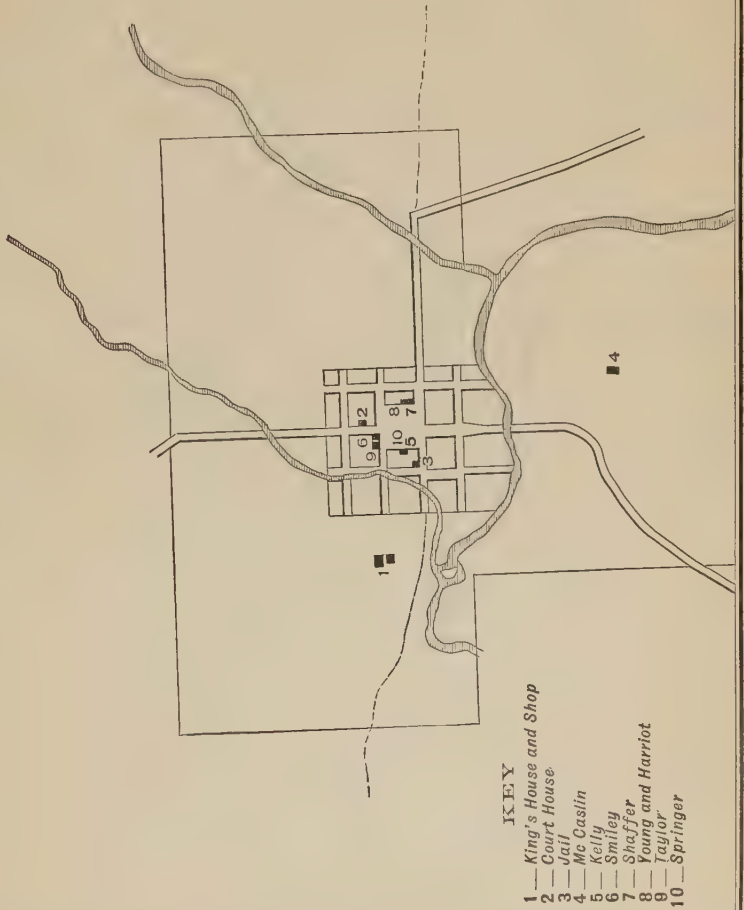 KEY
1 — King's House and Shop
2 — Court House
3 — Jail
4 — Mc Caslin
5 — Kelly
6 — Smiley
7 — Shaffer
8 — Young and Harriot
9 — Taylor
10 — Springer
1
2
6
9
10
5
3
8
7
4